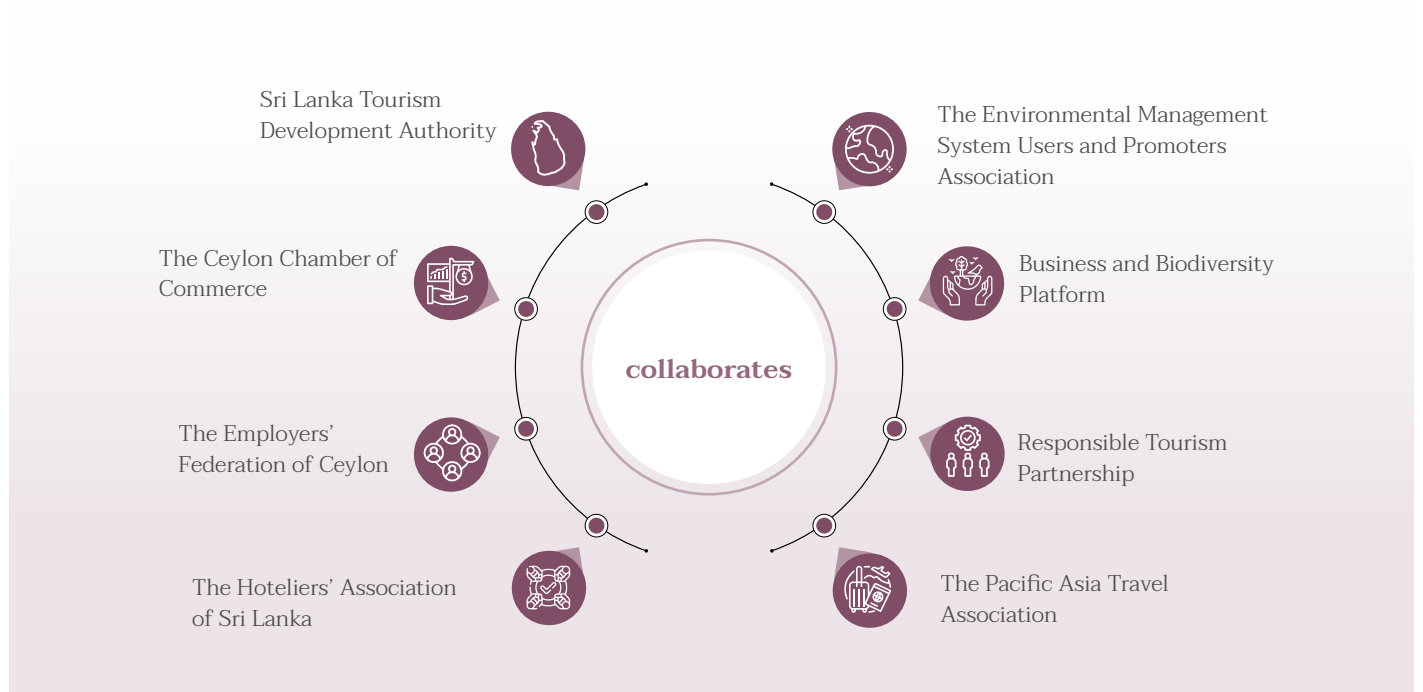 Sri Lanka Tourism
Development Authority
The Ceylon Chamber of
Commerce
The Employers’
Federation of Ceylon
The Hoteliers’ Association
of Sri Lanka
collaborates
The Environmental Management
System Users and Promoters
Association
Business and Biodiversity
Platform
Responsible Tourism
Partnership
The Pacific Asia Travel
Association